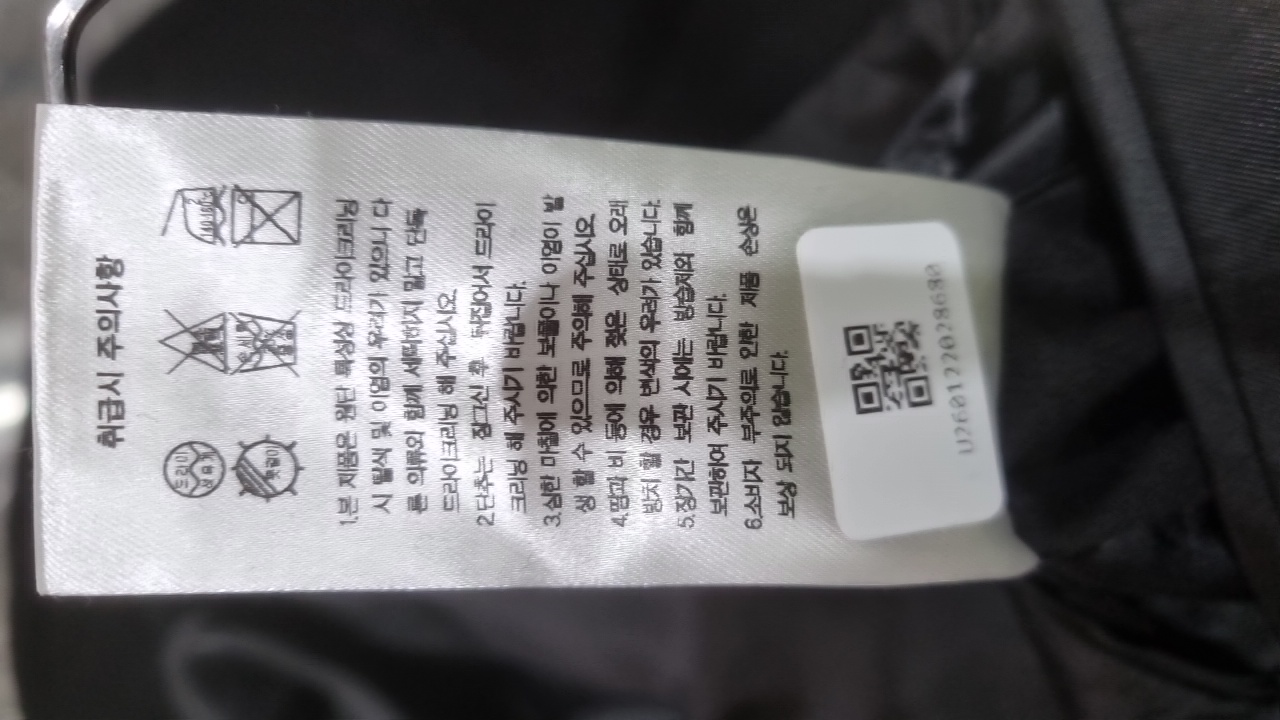 취급시 주의사항
드라이
석유계
옷걸이
물세탁
1.본 제품은 원단 특성상 드라이크리닝
시 탈색 및 이염의 우려가 있으니 다
른 의류와 함께 세탁하지 말고 단독
드라이크리닝 해 주십시오.
2.단추는 잠그신 후 뒤집어서 드라이
크리닝 해 주시기 바랍니다.
3.심한 마찰에 의한 보풀이나 이염이 발
생 할 수 있으므로 주의해 주십시오
4.땀과 비 등에 의해 젖은 상태로 오래
방치 할 경우 변색의 우려가 있습니다.
5.장기간 보관 시에는 방습제와 함께
보관하여 주시기 바랍니다.
6.소비자 부주의로 인한 제품 손상은
보상 되지 않습니다.
U260122028680